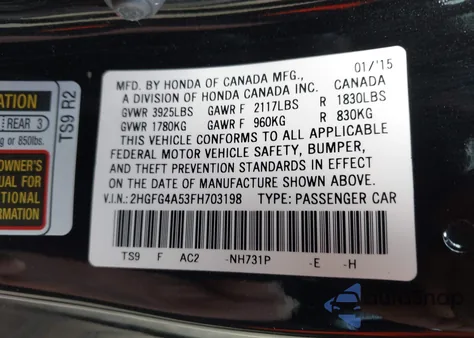 01/'15
MFD. BY HONDA OF CANADA MFG., CANADA
A DIVISION OF HONDA CANADA INC.
GVWR 3925LBS GAWR F 2117LBS R 1830LBS
GVWR 1780KG GAWR F 960KG R 830KG
THIS VEHICLE CONFORMS TO ALL APPLICABLE
FEDERAL MOTOR VEHICLE SAFETY, BUMPER,
AND THEFT PREVENTION STANDARDS IN EFFECT
ON THE DATE OF MANUFACTURE SHOWN ABOVE.
V.I.N.: 2HGFG4A53FH703198 TYPE: PASSENGER CAR
TS9 F AC2 -NH731P -E -H
ATION
REAR 3
g or 850lbs.
TS9 R2
OWNER'S
UAL FOR
TIONAL
RMATION
AutoSnap